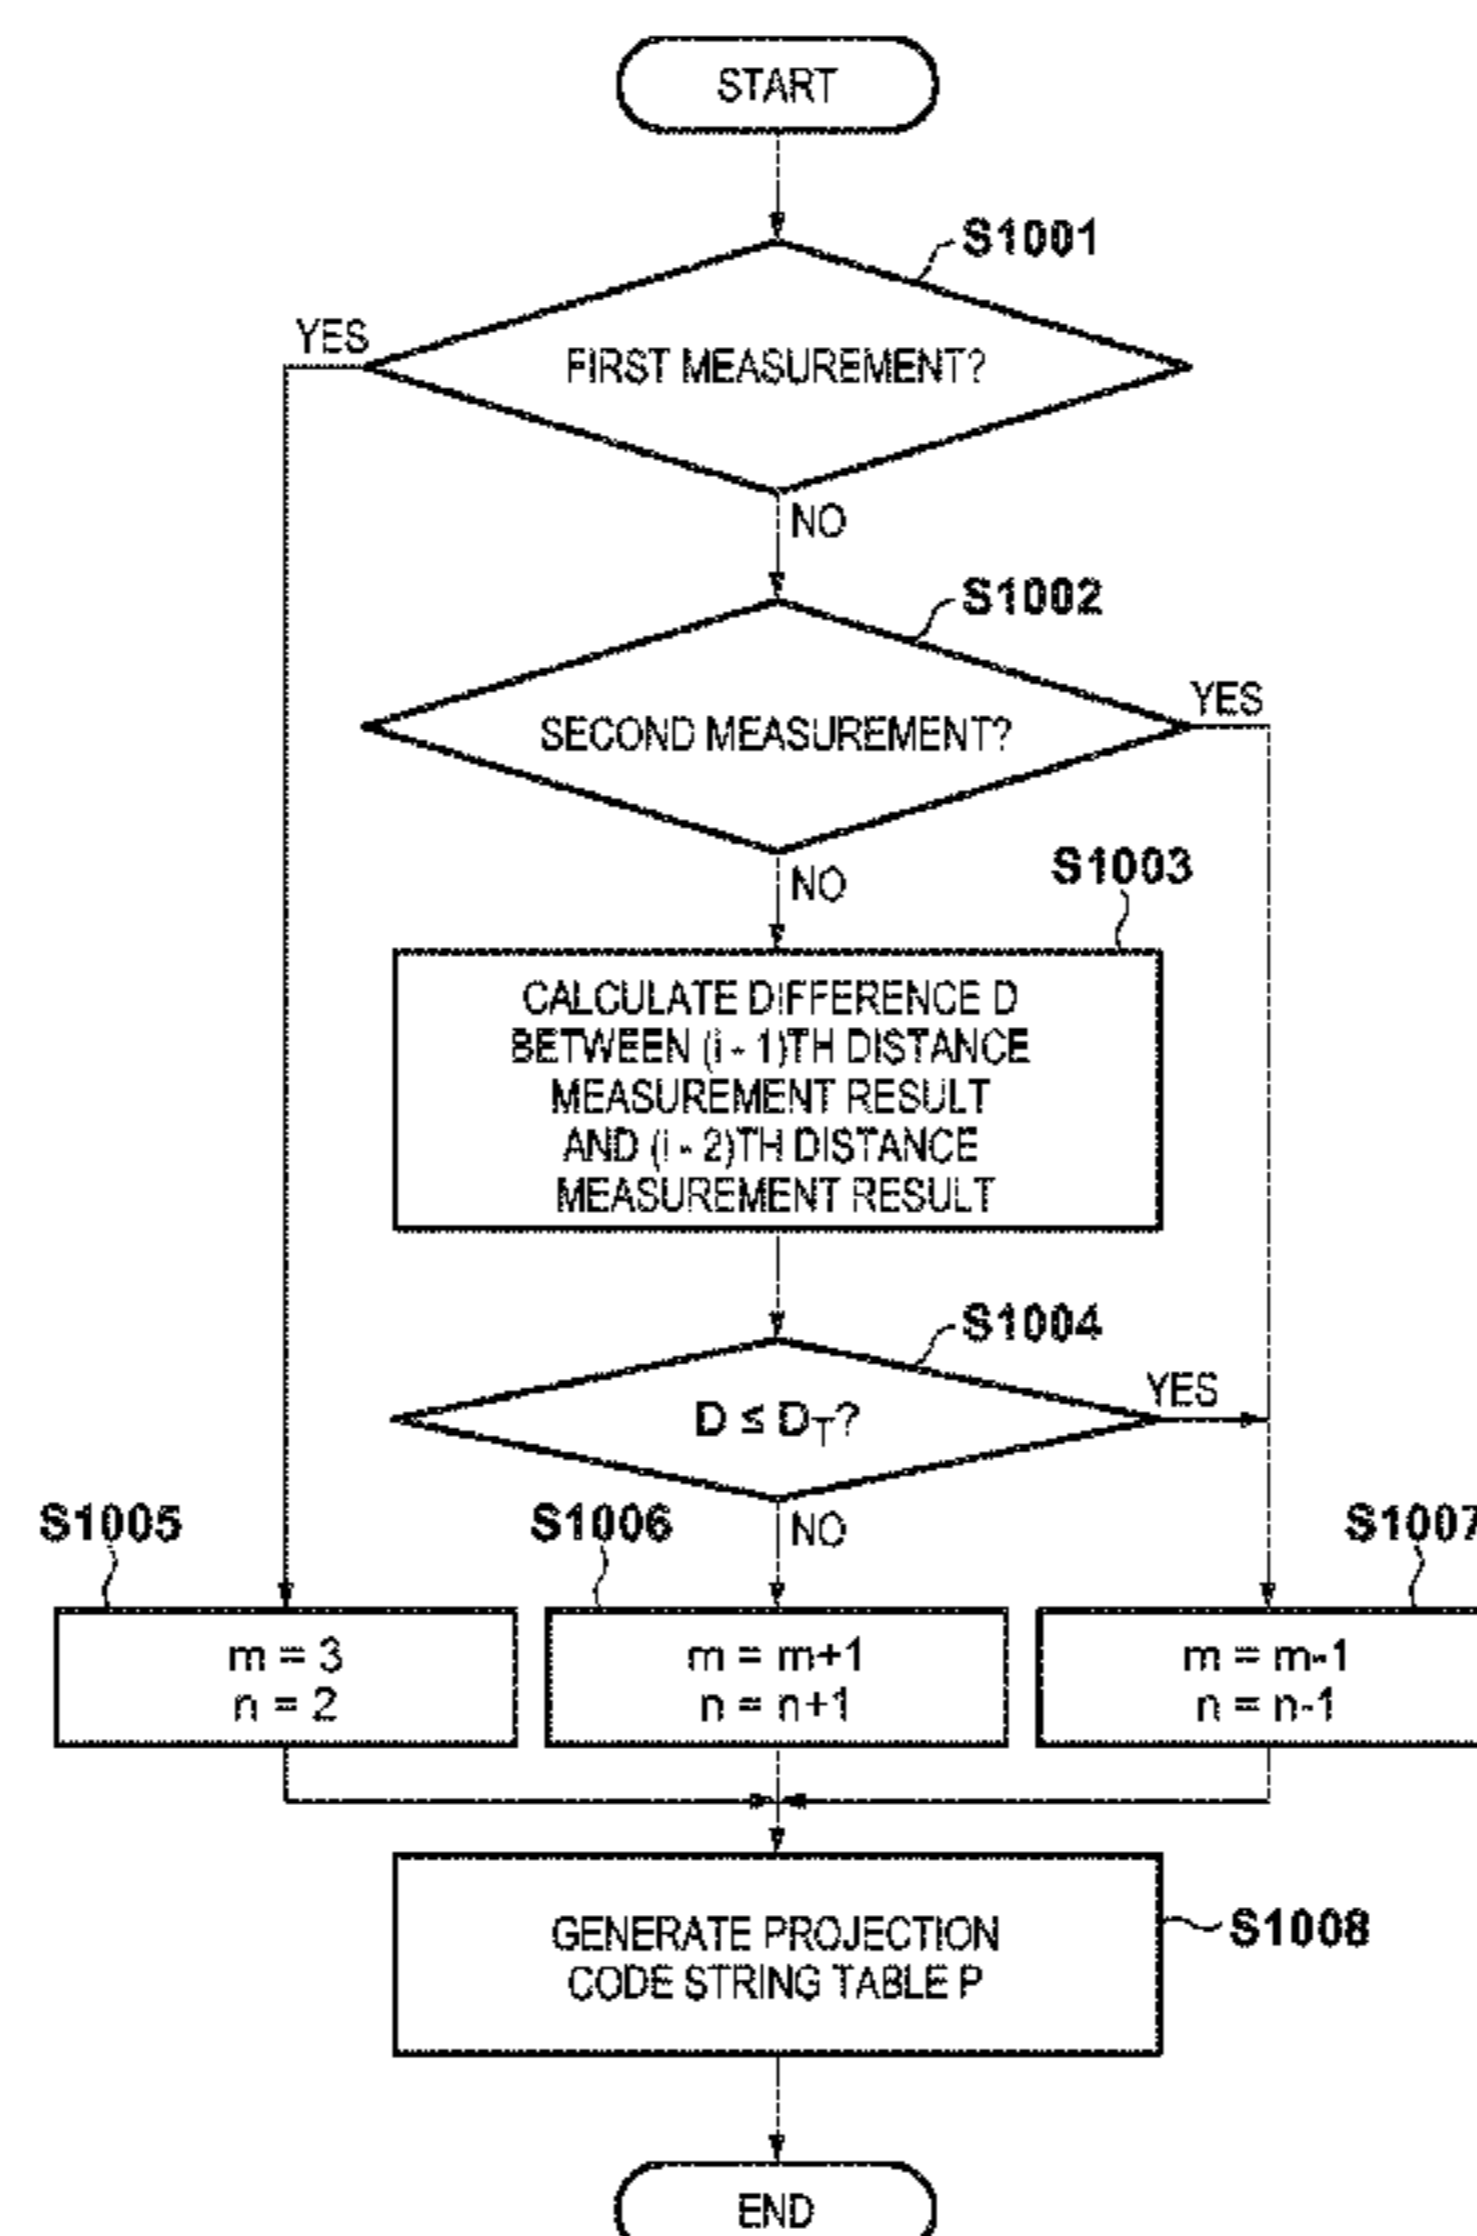 START
S1001
YES
FIRST MEASUREMENT?
NO
S1002
YES
SECOND MEASUREMENT?
NO
S1003
CALCULATE DIFFERENCE D
BETWEEN (i - 1)TH DISTANCE
MEASUREMENT RESULT
AND (i - 2)TH DISTANCE
MEASUREMENT RESULT
S1004
YES
D ≤ DT?
NO
S1005
S1006
S1007
m = 3
n = 2
m = m+1
n = n+1
m = m-1
n = n-1
GENERATE PROJECTION
CODE STRING TABLE P
S1008
END